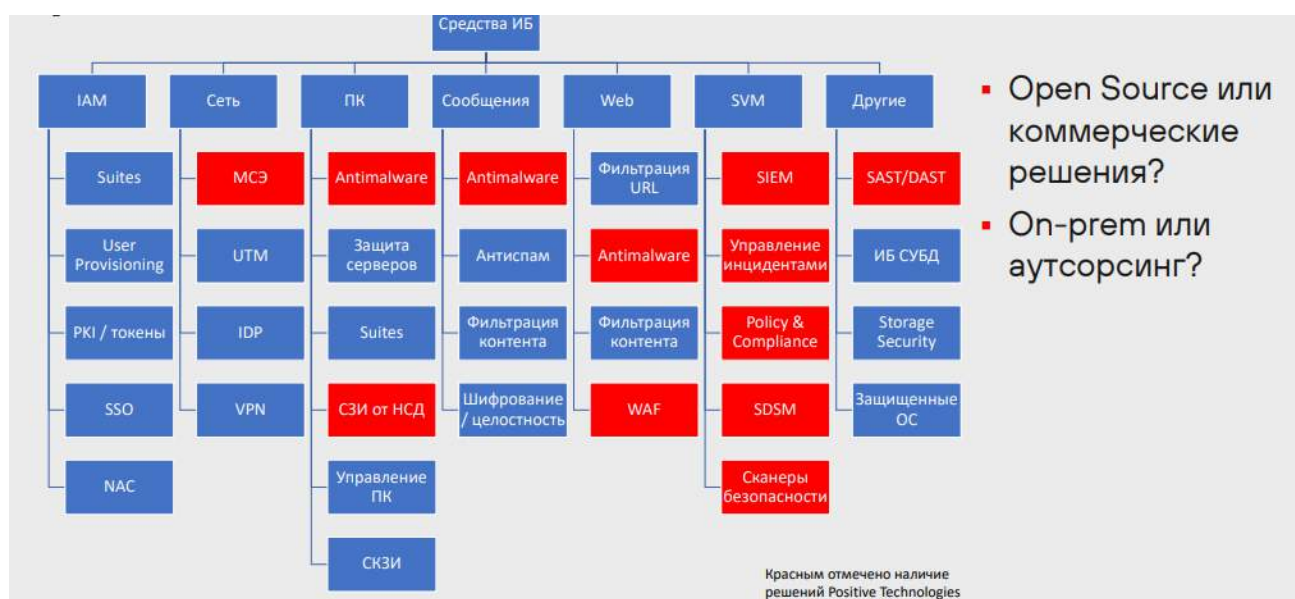 Средства ИБ
IAM
Сеть
ПК
Сообщения
Web
SVM
Другие
Suites
МСЭ
Antimalware
Antimalware
Фильтрация
URL
SIEM
SAST/DAST
User
Provisioning
UTM
Защита
серверов
Антиспам
Antimalware
Управление
инцидентами
ИБ СУБД
PKI / токены
IDP
Suites
Фильтрация
контента
Фильтрация
контента
Policy &
Compliance
Storage
Security
SSO
VPN
СЗИ от НСД
Шифрование
/ целостность
WAF
SDSM
Защищенные
ОС
NAC
Управление
ПК
Сканеры
безопасности
СКЗИ
▪ Open Source или
коммерческие
решения?
▪ On-prem или
аутсорсинг?
Красным отмечено наличие
решений Positive Technologies